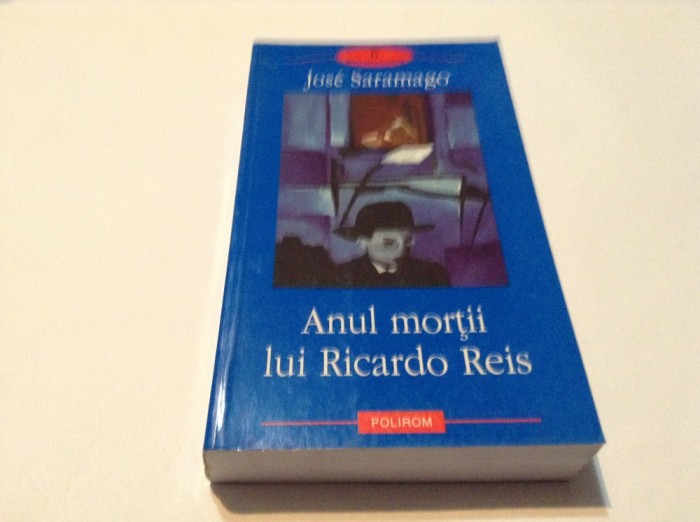 José Saramago
Anul morţii
lui Ricardo Reis
POLIROM